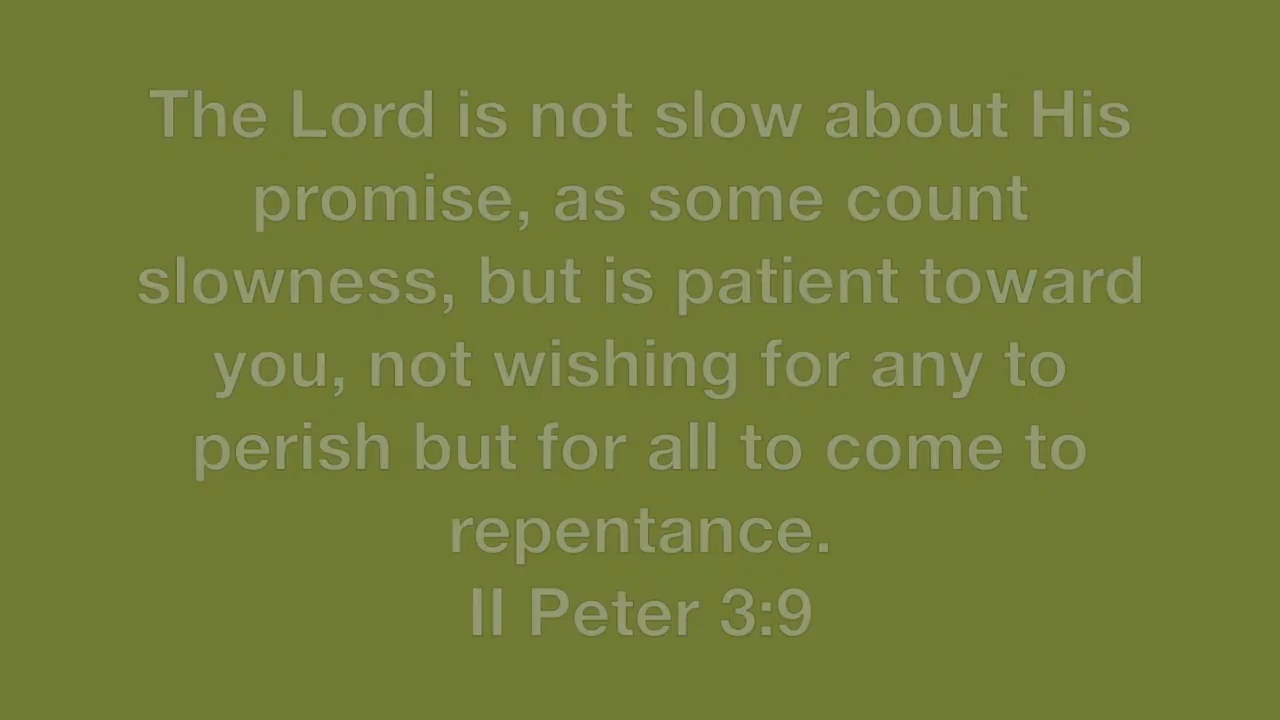 The Lord is not slow about His
promise, as some count
slowness, but is patient toward
you, not wishing for any to
perish but for all to come to
repentance.
II Peter 3:9